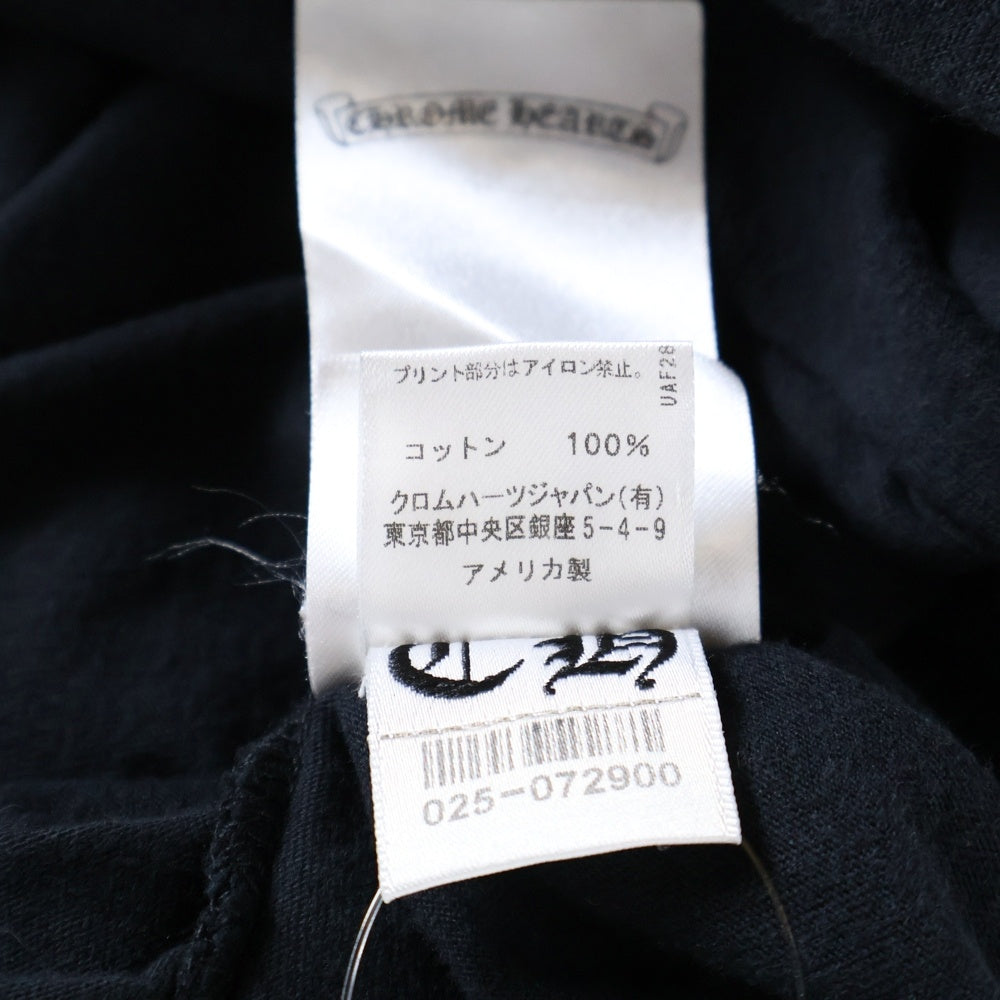 CHROME HEARTS
プリント部分はアイロン禁止。
UAF28
コットン 100%
クロムハーツジャパン(有)
東京都中央区銀座5-4-9
アメリカ製
CH
025-072900